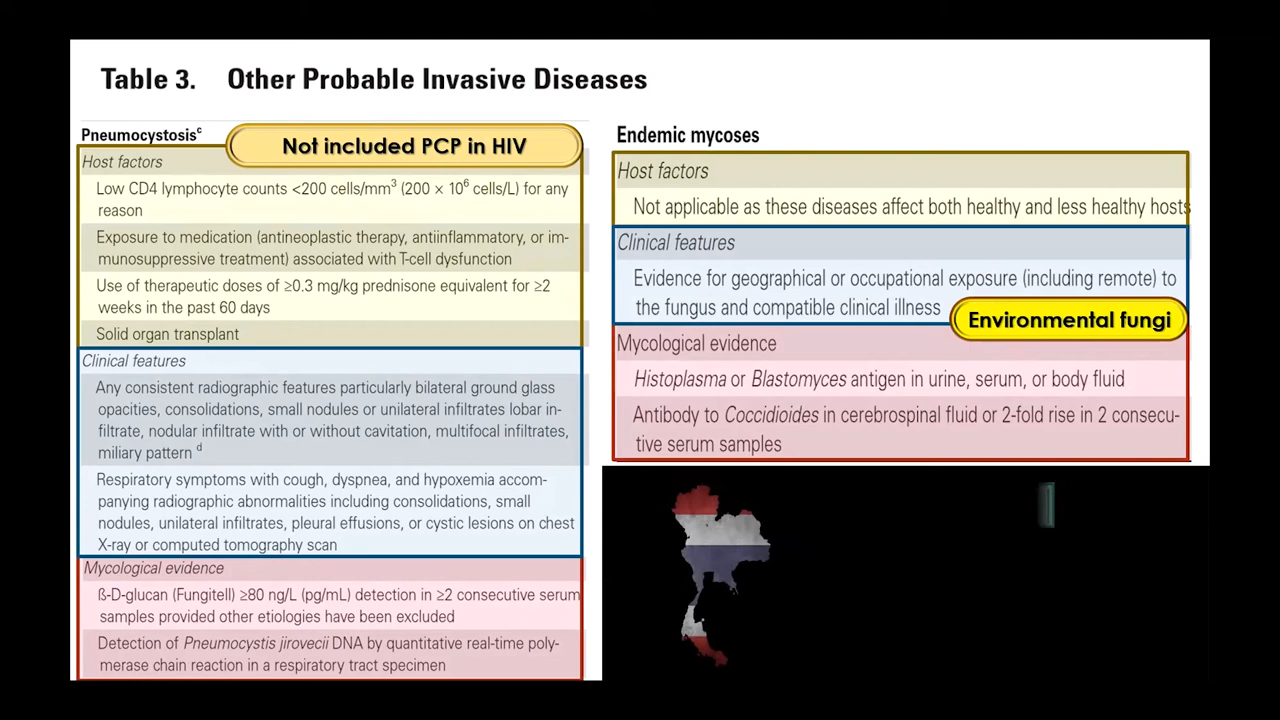 Table 3. Other Probable Invasive Diseases
Pneumocystosisᶜ
Not included PCP in HIV
Host factors
Low CD4 lymphocyte counts <200 cells/mm³ (200 × 10⁶ cells/L) for any
reason
Exposure to medication (antineoplastic therapy, antiinflammatory, or im-
munosuppressive treatment) associated with T-cell dysfunction
Use of therapeutic doses of ≥0.3 mg/kg prednisone equivalent for ≥2
weeks in the past 60 days
Solid organ transplant
Clinical features
Any consistent radiographic features particularly bilateral ground glass
opacities, consolidations, small nodules or unilateral infiltrates lobar in-
filtrate, nodular infiltrate with or without cavitation, multifocal infiltrates,
miliary pattern ᵈ
Respiratory symptoms with cough, dyspnea, and hypoxemia accom-
panying radiographic abnormalities including consolidations, small
nodules, unilateral infiltrates, pleural effusions, or cystic lesions on chest
X-ray or computed tomography scan
Mycological evidence
ß-D-glucan (Fungitell) ≥80 ng/L (pg/mL) detection in ≥2 consecutive serum
samples provided other etiologies have been excluded
Detection of Pneumocystis jirovecii DNA by quantitative real-time poly-
merase chain reaction in a respiratory tract specimen
Endemic mycoses
Host factors
Not applicable as these diseases affect both healthy and less healthy hosts
Clinical features
Evidence for geographical or occupational exposure (including remote) to
the fungus and compatible clinical illness
Environmental fungi
Mycological evidence
Histoplasma or Blastomyces antigen in urine, serum, or body fluid
Antibody to Coccidioides in cerebrospinal fluid or 2-fold rise in 2 consecu-
tive serum samples